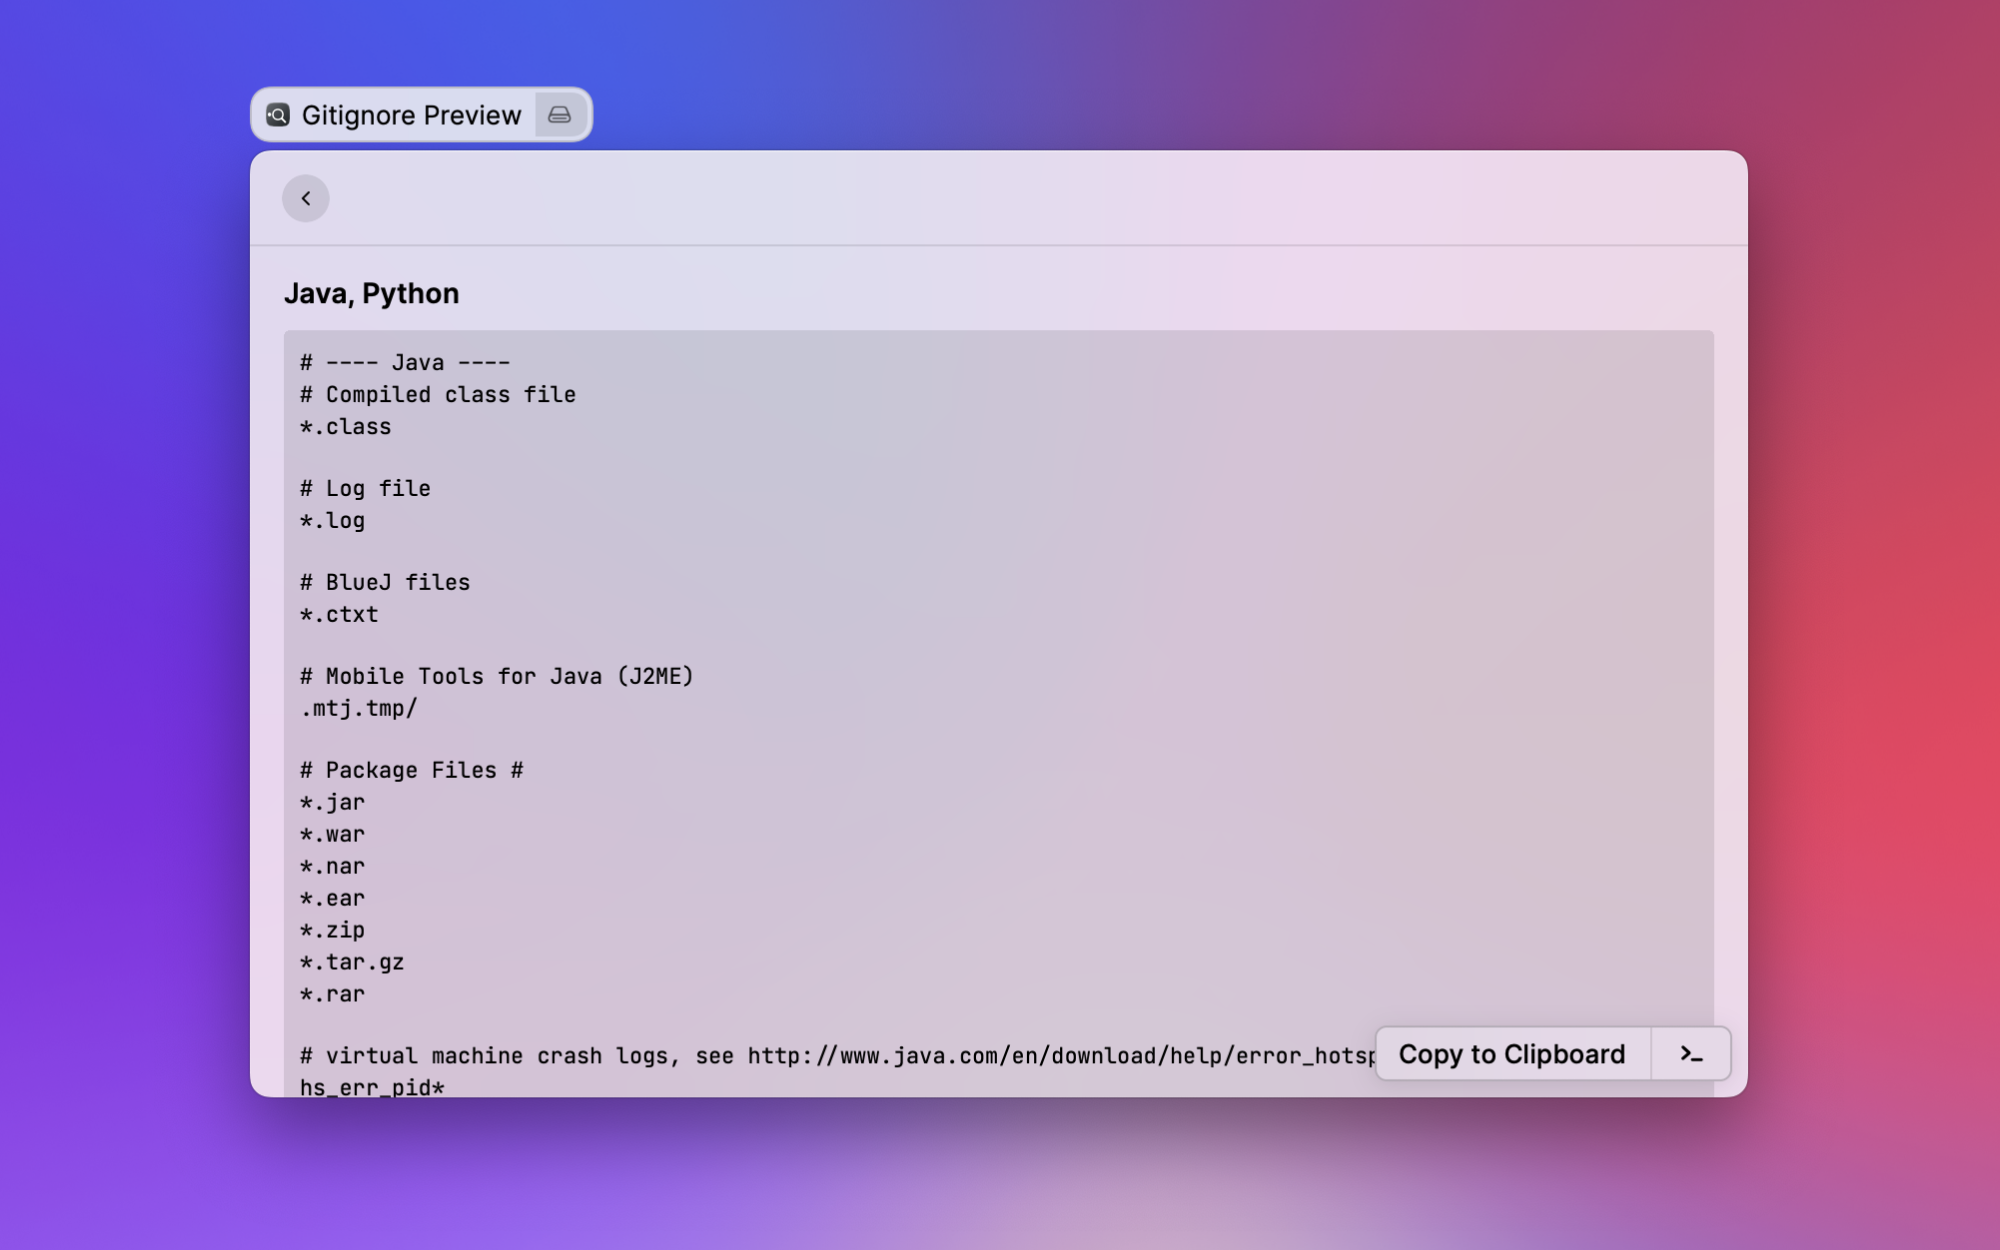 Gitignore Preview
Java, Python
# ---- Java ----
# Compiled class file
*.class
# Log file
*.log
# BlueJ files
*.ctxt
# Mobile Tools for Java (J2ME)
.mtj.tmp/
# Package Files #
*.jar
*.war
*.nar
*.ear
*.zip
*.tar.gz
*.rar
# virtual machine crash logs, see http://www.java.com/en/download/help/error_hotsp
hs_err_pid*
Copy to Clipboard
>_